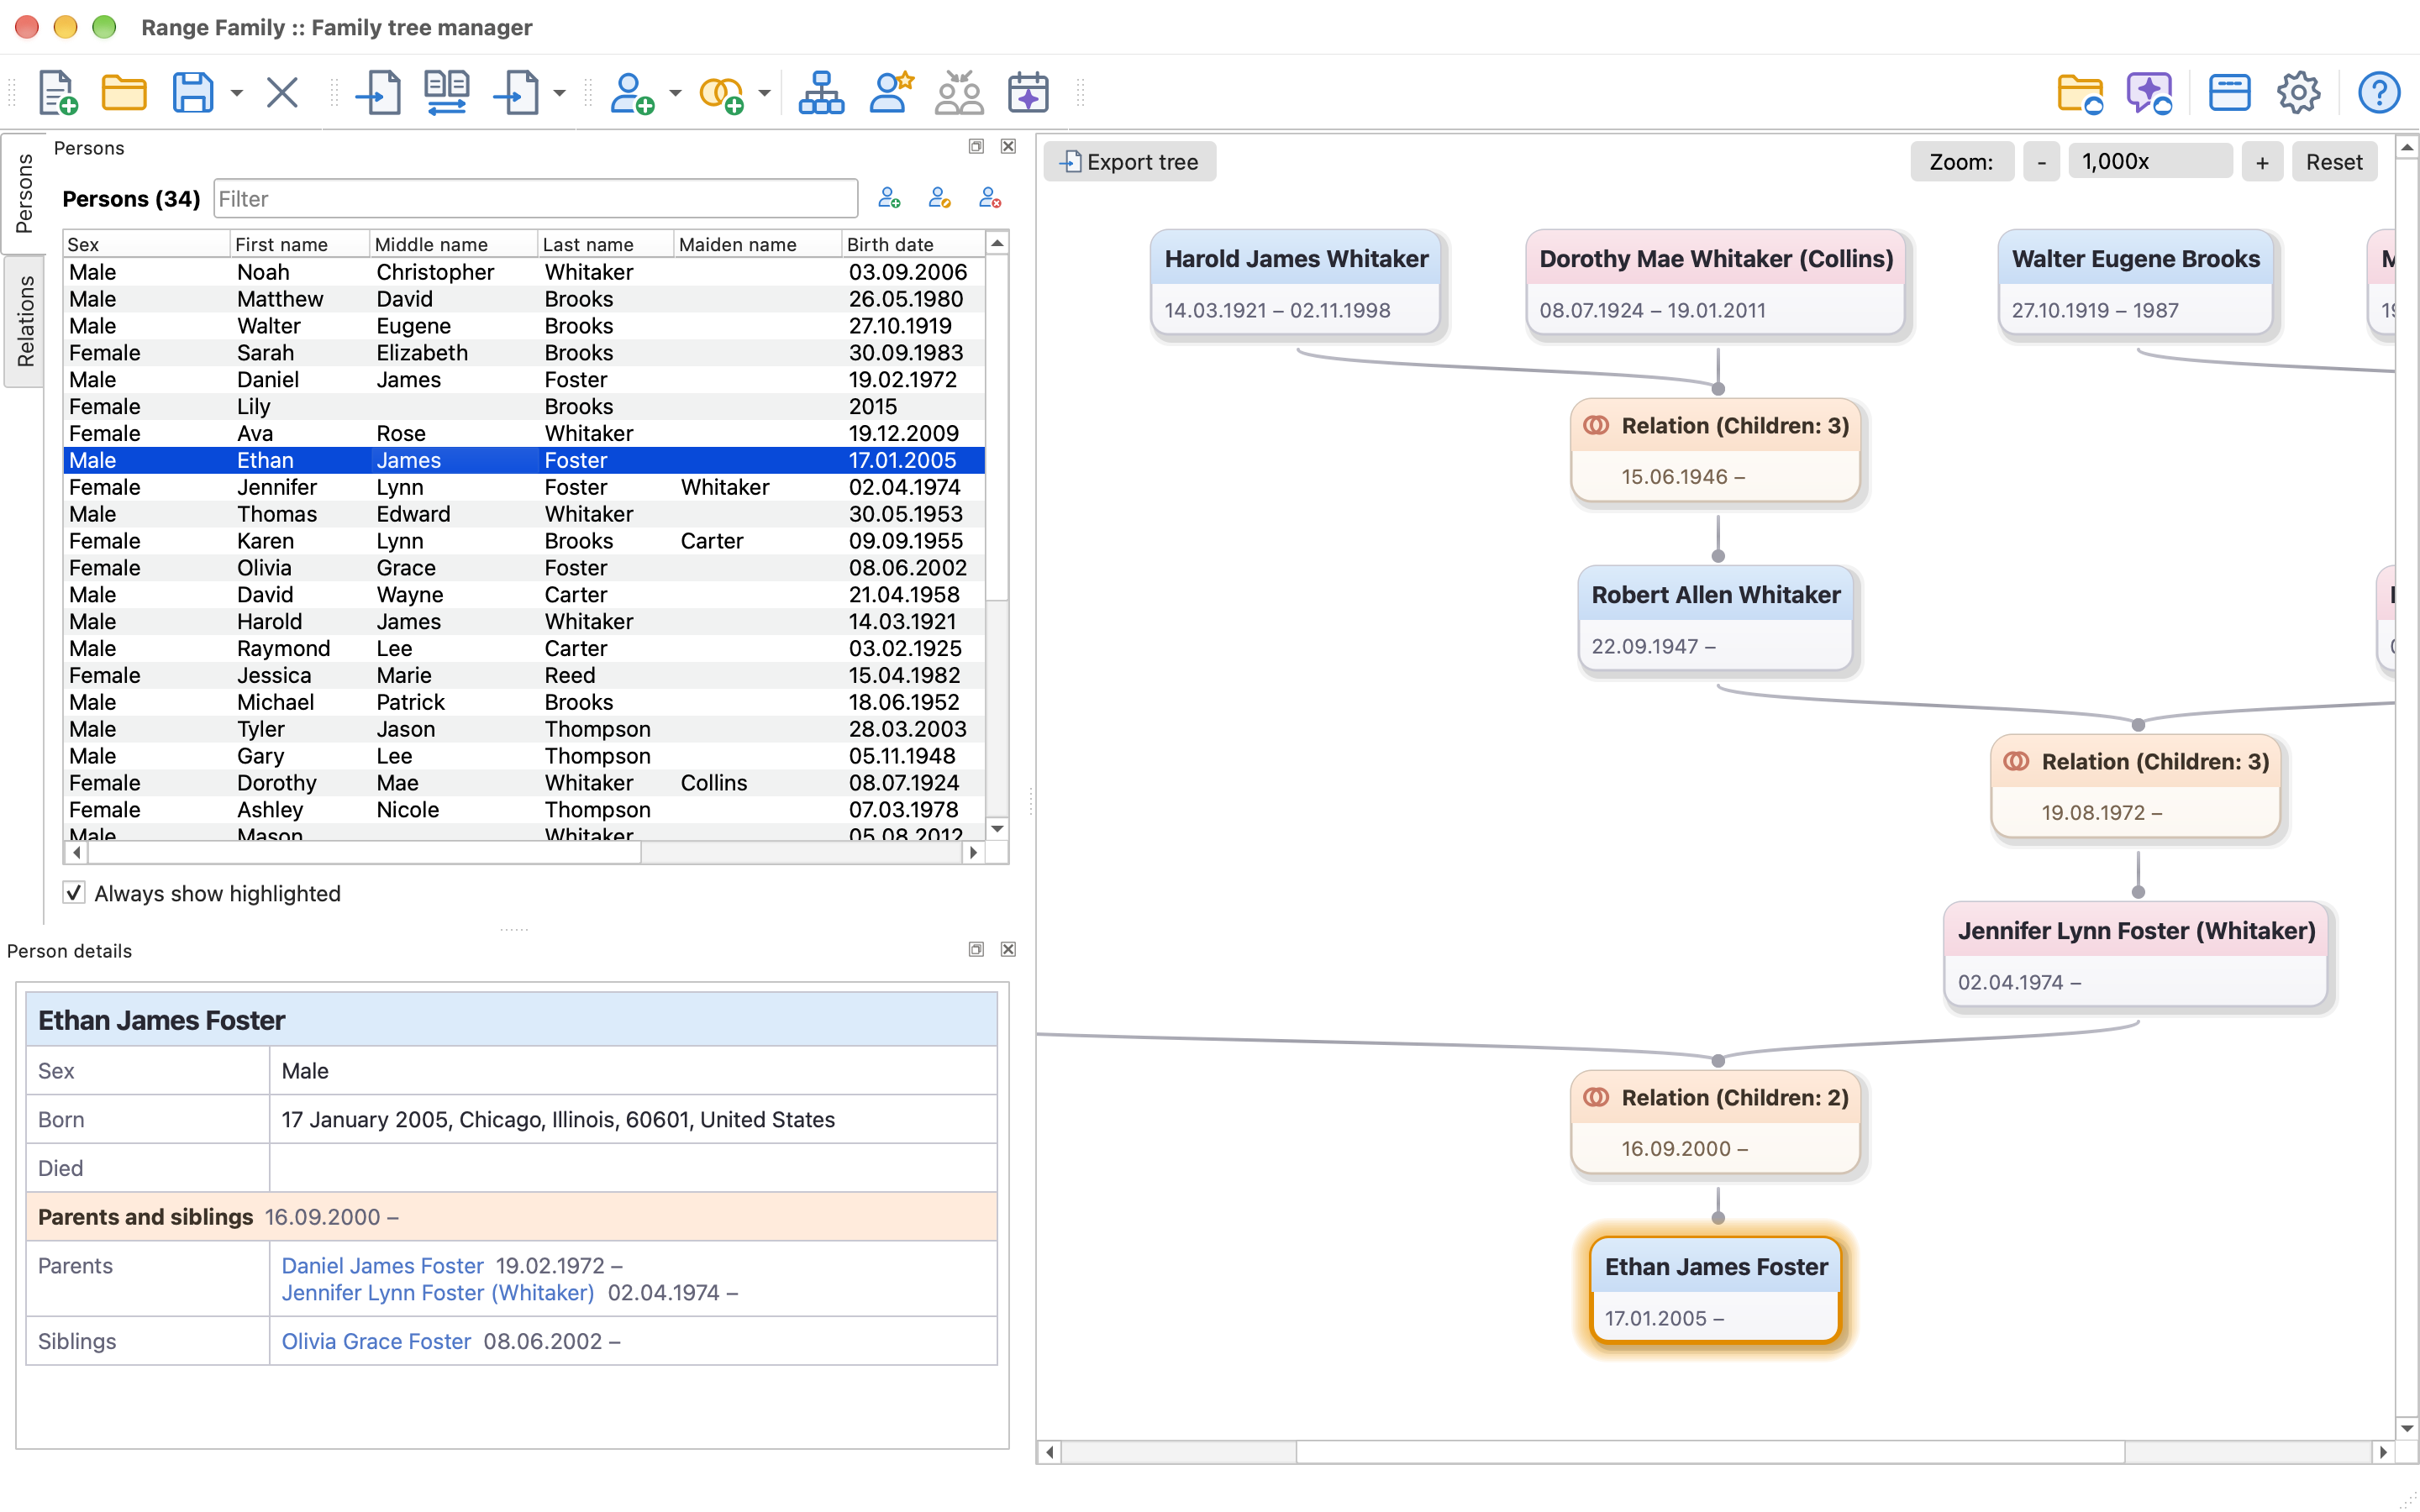 Range Family :: Family tree manager
Persons
Relations
Persons
Persons (34) Filter
Sex First name Middle name Last name Maiden name Birth date
Male Noah Christopher Whitaker 03.09.2006
Male Matthew David Brooks 26.05.1980
Male Walter Eugene Brooks 27.10.1919
Female Sarah Elizabeth Brooks 30.09.1983
Male Daniel James Foster 19.02.1972
Female Lily Brooks 2015
Female Ava Rose Whitaker 19.12.2009
Male Ethan James Foster 17.01.2005
Female Jennifer Lynn Foster Whitaker 02.04.1974
Male Thomas Edward Whitaker 30.05.1953
Female Karen Lynn Brooks Carter 09.09.1955
Female Olivia Grace Foster 08.06.2002
Male David Wayne Carter 21.04.1958
Male Harold James Whitaker 14.03.1921
Male Raymond Lee Carter 03.02.1925
Female Jessica Marie Reed 15.04.1982
Male Michael Patrick Brooks 18.06.1952
Male Tyler Jason Thompson 28.03.2003
Male Gary Lee Thompson 05.11.1948
Female Dorothy Mae Whitaker Collins 08.07.1924
Female Ashley Nicole Thompson 07.03.1978
Male Mason Whitaker 05.08.2012
Always show highlighted
Person details
Ethan James Foster
Sex Male
Born 17 January 2005, Chicago, Illinois, 60601, United States
Died
Parents and siblings 16.09.2000 –
Parents Daniel James Foster 19.02.1972 –
Jennifer Lynn Foster (Whitaker) 02.04.1974 –
Siblings Olivia Grace Foster 08.06.2002 –
Export tree Zoom: - 1,000x + Reset
Harold James Whitaker
14.03.1921 – 02.11.1998
Dorothy Mae Whitaker (Collins)
08.07.1924 – 19.01.2011
Walter Eugene Brooks
27.10.1919 – 1987
Relation (Children: 3)
15.06.1946 –
Robert Allen Whitaker
22.09.1947 –
Relation (Children: 3)
19.08.1972 –
Jennifer Lynn Foster (Whitaker)
02.04.1974 –
Relation (Children: 2)
16.09.2000 –
Ethan James Foster
17.01.2005 –